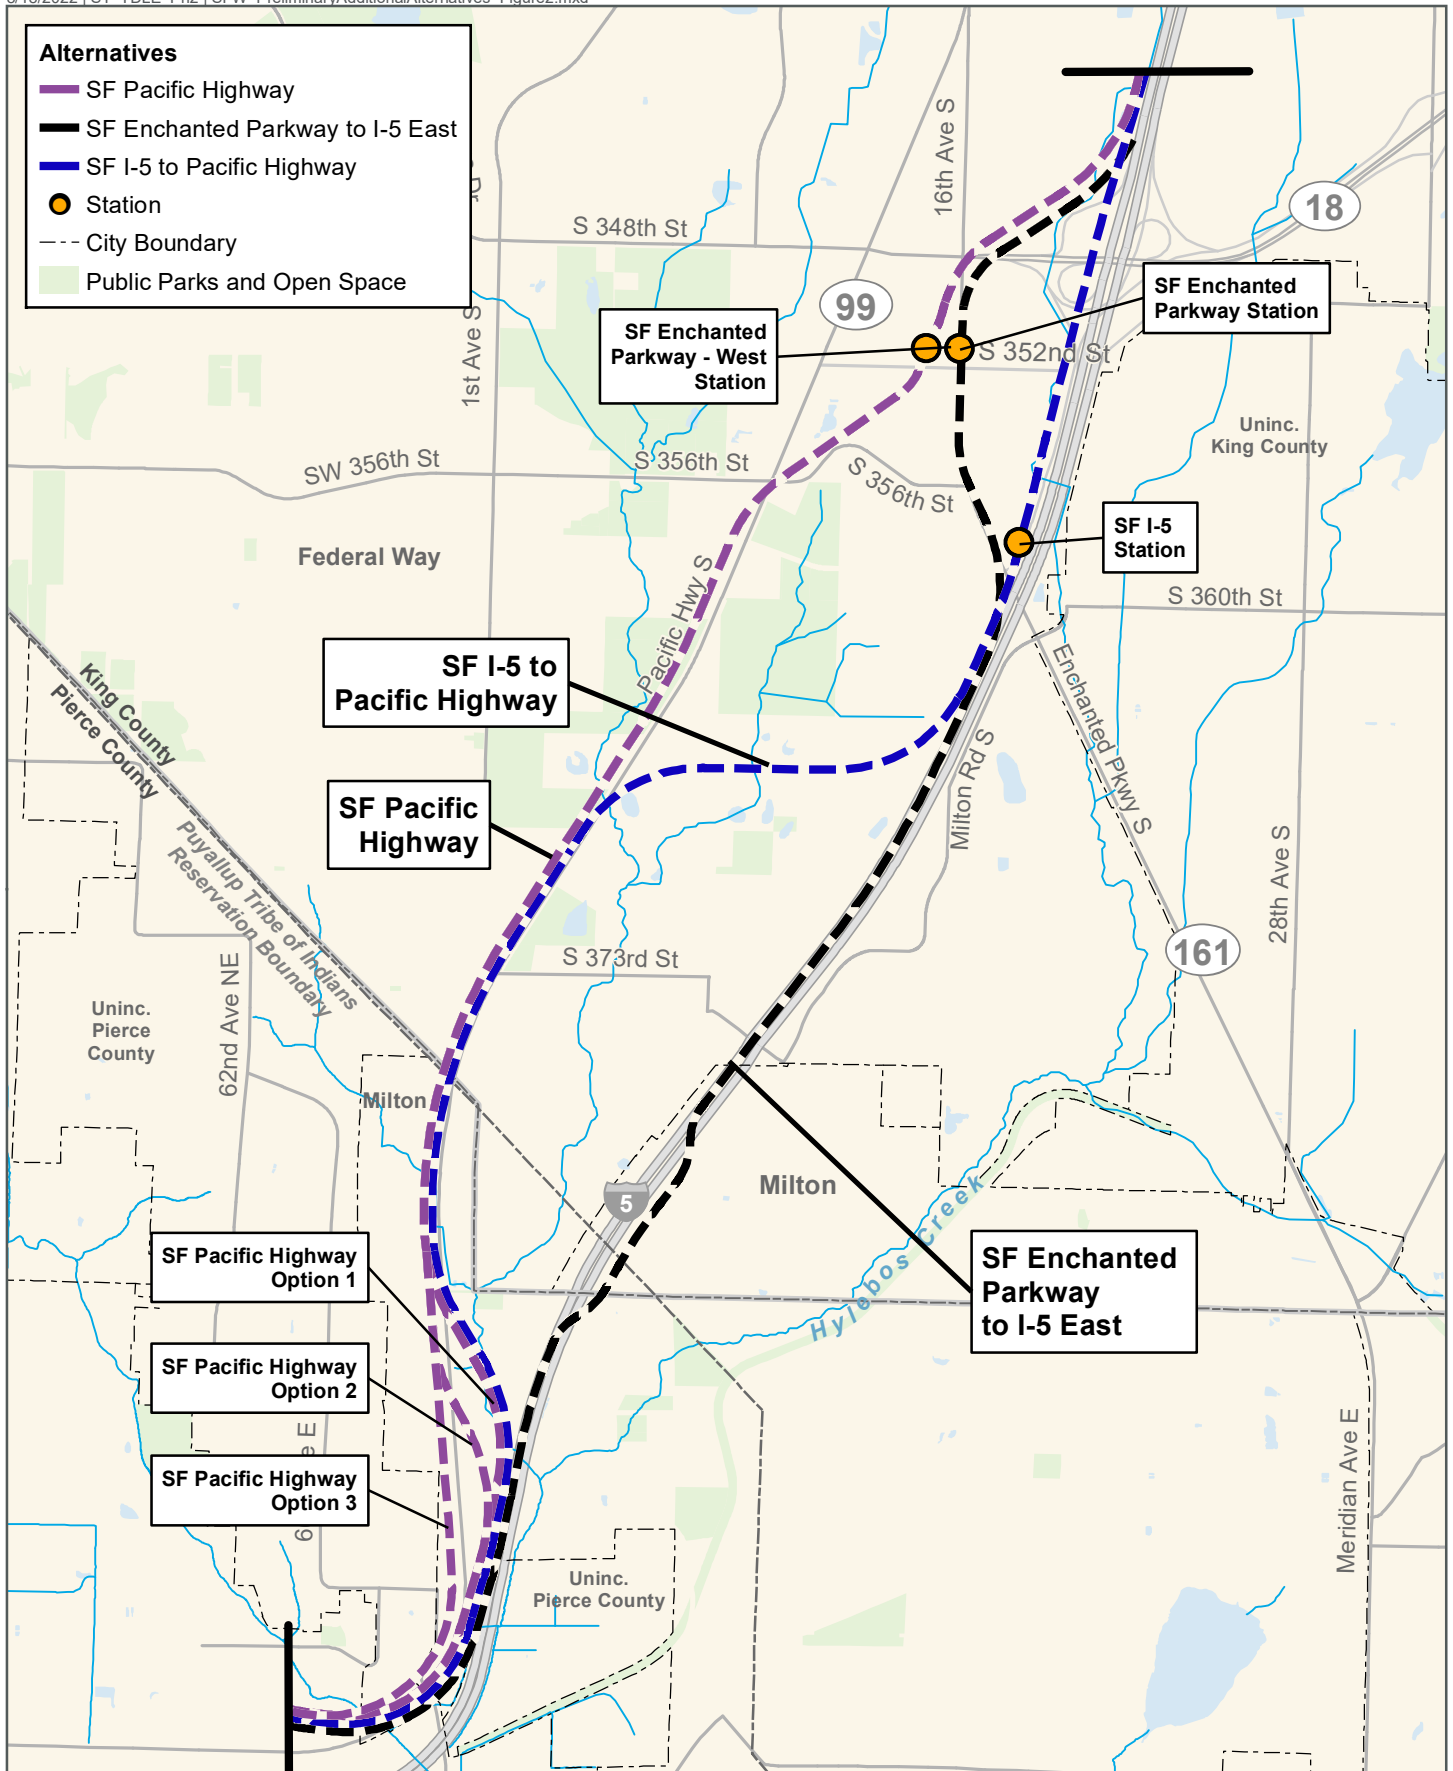 Alternatives
SF Pacific Highway
SF Enchanted Parkway to I-5 East
SF I-5 to Pacific Highway
Station
City Boundary
Public Parks and Open Space
16th Ave S
18
S 348th St
SF Enchanted
Parkway Station
99
1st Ave S
SF Enchanted
Parkway - West
Station
S 352nd St
Uninc.
King County
SW 356th St
S 356th St
S 356th St
SF I-5
Station
Federal Way
Pacific Hwy S
S 360th St
SF I-5 to
Pacific Highway
King County
Pierce County
Enchanted Pkwy S
Milton Rd S
SF Pacific
Highway
Puyallup Tribe of Indians
Reservation Boundary
28th Ave S
161
S 373rd St
62nd Ave NE
Uninc.
Pierce
County
Milton
Milton
5
Hylebos Creek
SF Pacific Highway
Option 1
SF Enchanted
Parkway
to I-5 East
SF Pacific Highway
Option 2
SF Pacific Highway
Option 3
Meridian Ave E
Uninc.
Pierce County